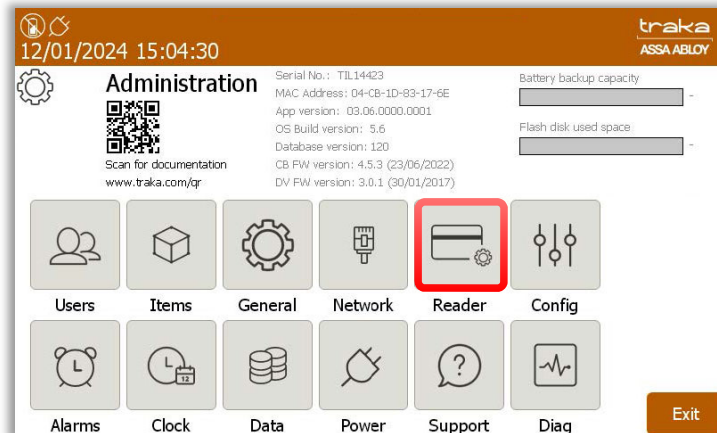 12/01/2024 15:04:30
traka
ASSA ABLOY
Administration
Scan for documentation
www.traka.com/qr
Serial No.: TIL14423
MAC Address: 04-CB-1D-83-17-6E
App version: 03.06.0000.0001
OS Build version: 5.6
Database version: 120
CB FW version: 4.5.3 (23/06/2022)
DV FW version: 3.0.1 (30/01/2017)
Battery backup capacity
-
Flash disk used space
-
Users Items General Network Reader Config
L
L
12
?
Alarms Clock Data Power Support Diag
Exit